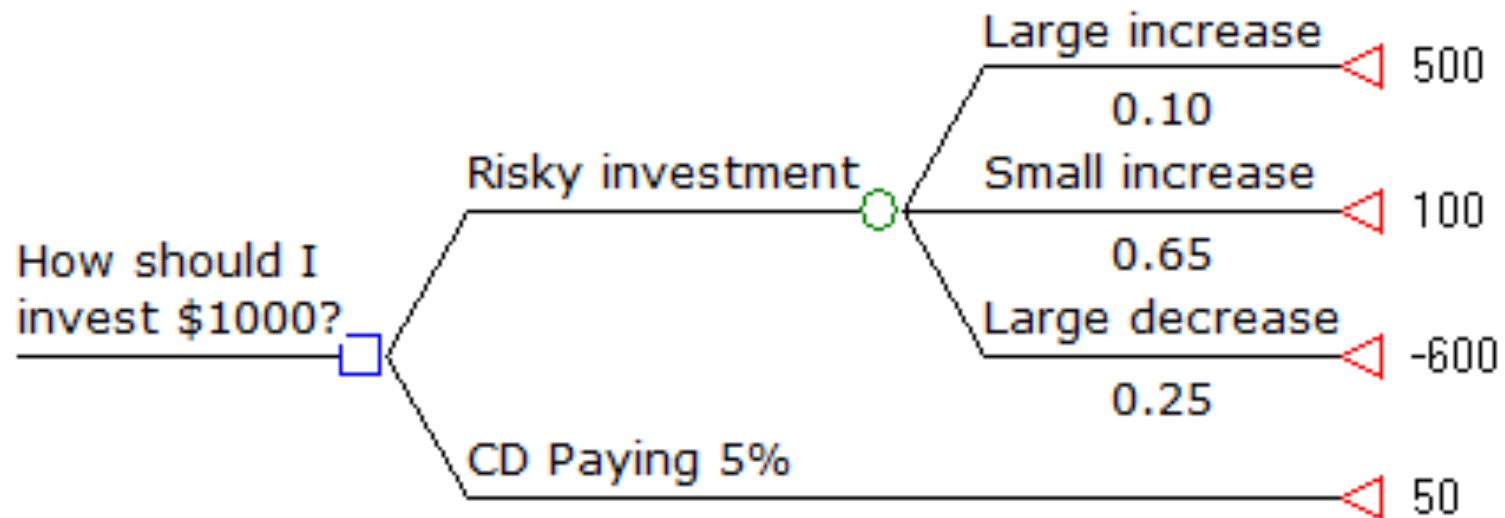 Large increase
500
0.10
Risky investment
Small increase
100
0.65
How should I
invest $1000?
Large decrease
-600
0.25
CD Paying 5%
50